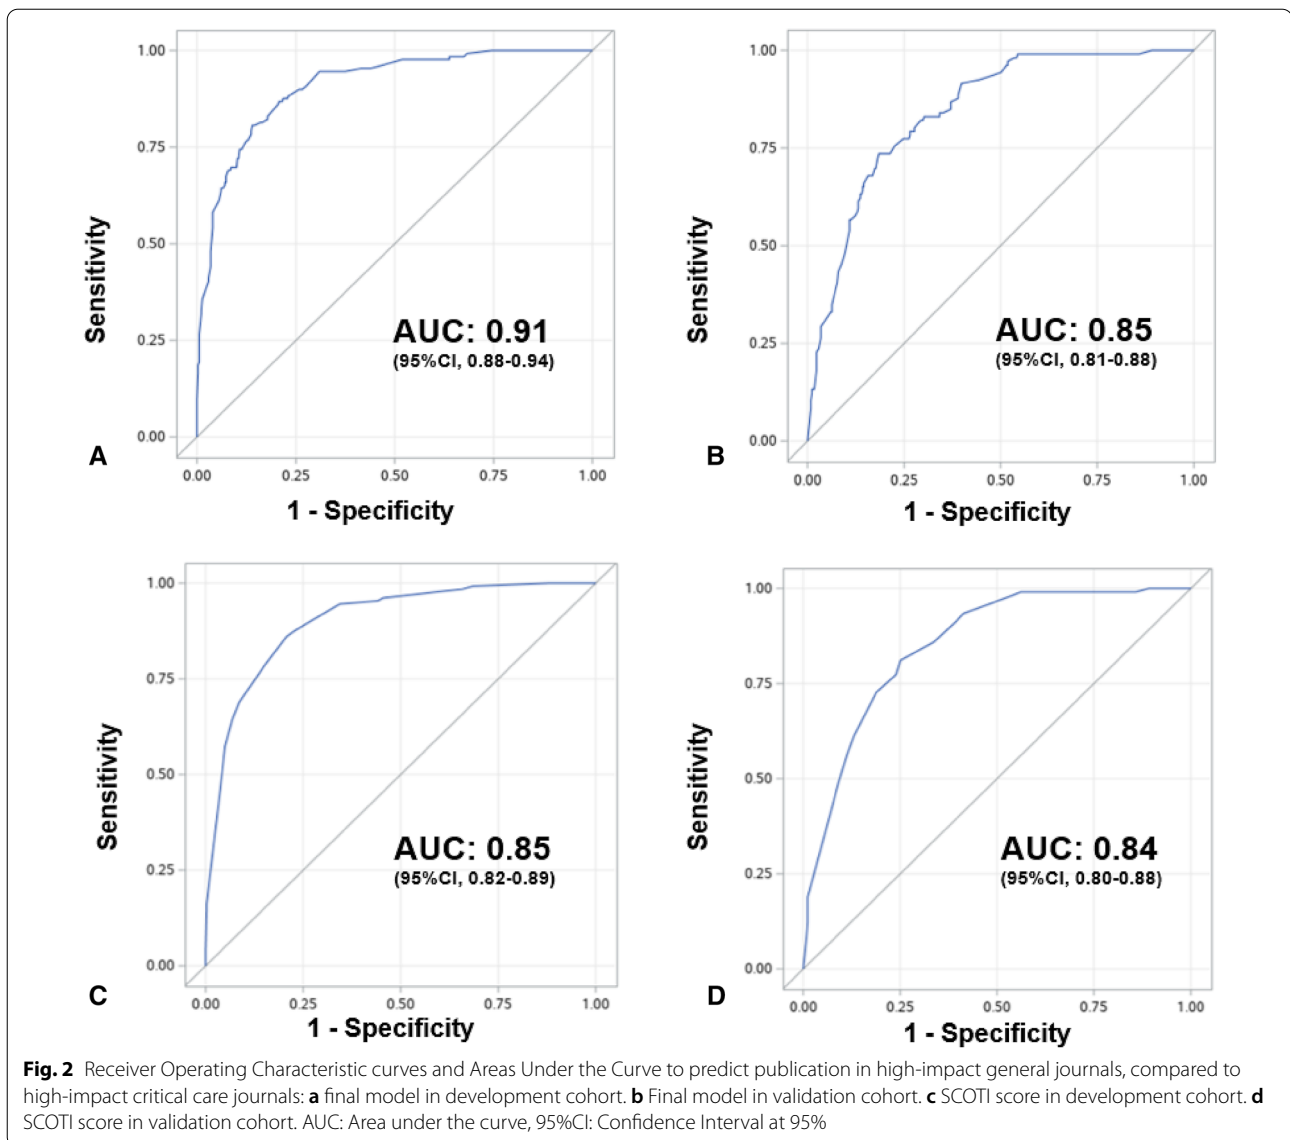 1.00
0.75
0.50
0.25
0.00
Sensitivity
AUC: 0.91
(95%CI, 0.88-0.94)
A
0.00 0.25 0.50 0.75 1.00
1 - Specificity
1.00
0.75
0.50
0.25
0.00
Sensitivity
AUC: 0.85
(95%CI, 0.81-0.88)
B
0.00 0.25 0.50 0.75 1.00
1 - Specificity
1.00
0.75
0.50
0.25
0.00
Sensitivity
AUC: 0.85
(95%CI, 0.82-0.89)
C
0.00 0.25 0.50 0.75 1.00
1 - Specificity
1.00
0.75
0.50
0.25
0.00
Sensitivity
AUC: 0.84
(95%CI, 0.80-0.88)
D
0.00 0.25 0.50 0.75 1.00
1 - Specificity
Fig. 2 Receiver Operating Characteristic curves and Areas Under the Curve to predict publication in high-impact general journals, compared to
high-impact critical care journals: a final model in development cohort. b Final model in validation cohort. c SCOTI score in development cohort. d
SCOTI score in validation cohort. AUC: Area under the curve, 95%CI: Confidence Interval at 95%